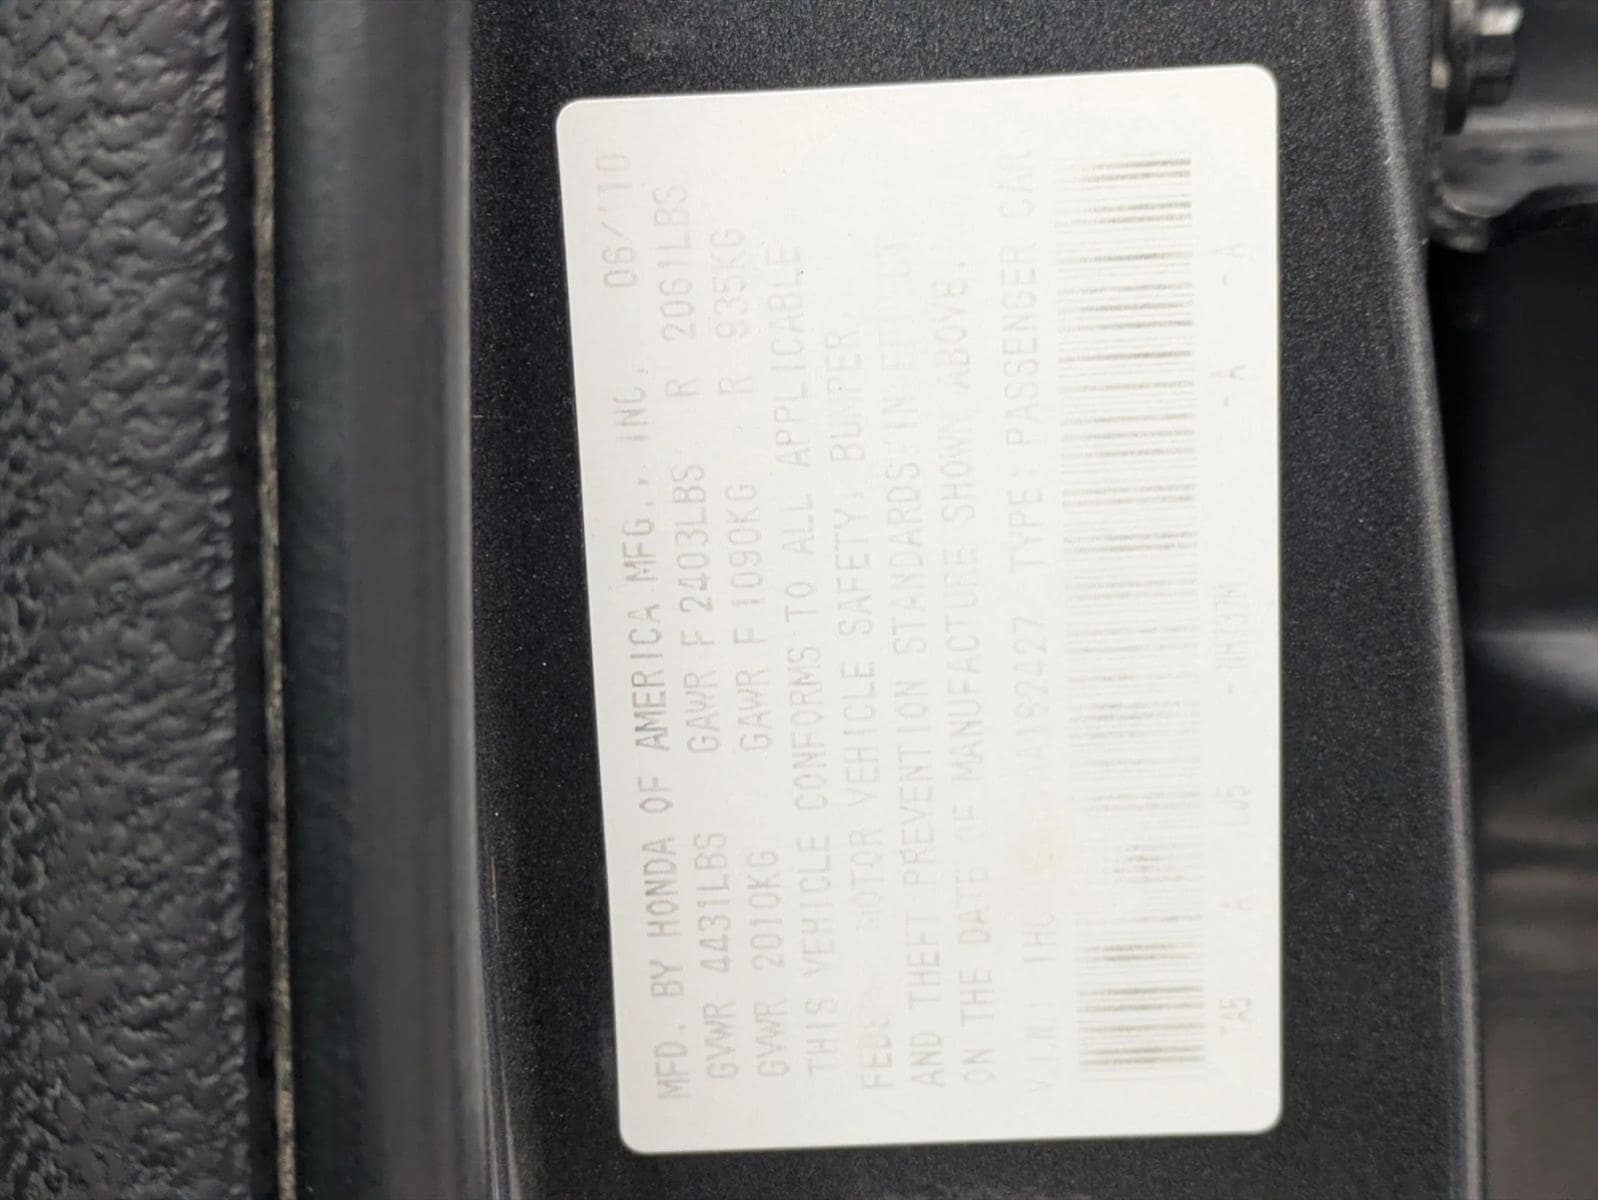 MFD. BY HONDA OF AMERICA MFG., INC. 06/10
GVWR 4431LBS GAWR F 2403LBS R 2061LBS
GVWR 2010KG GAWR F 1090KG R 935KG
THIS VEHICLE CONFORMS TO ALL APPLICABLE
MOTOR VEHICLE SAFETY, BUMPER,
AND THEFT PREVENTION STANDARDS IN
ON THE DATE OF MANUFACTURE SHOWN ABOVE.
V.I.N. TYPE: PASSENGER CAR
A - - A - A